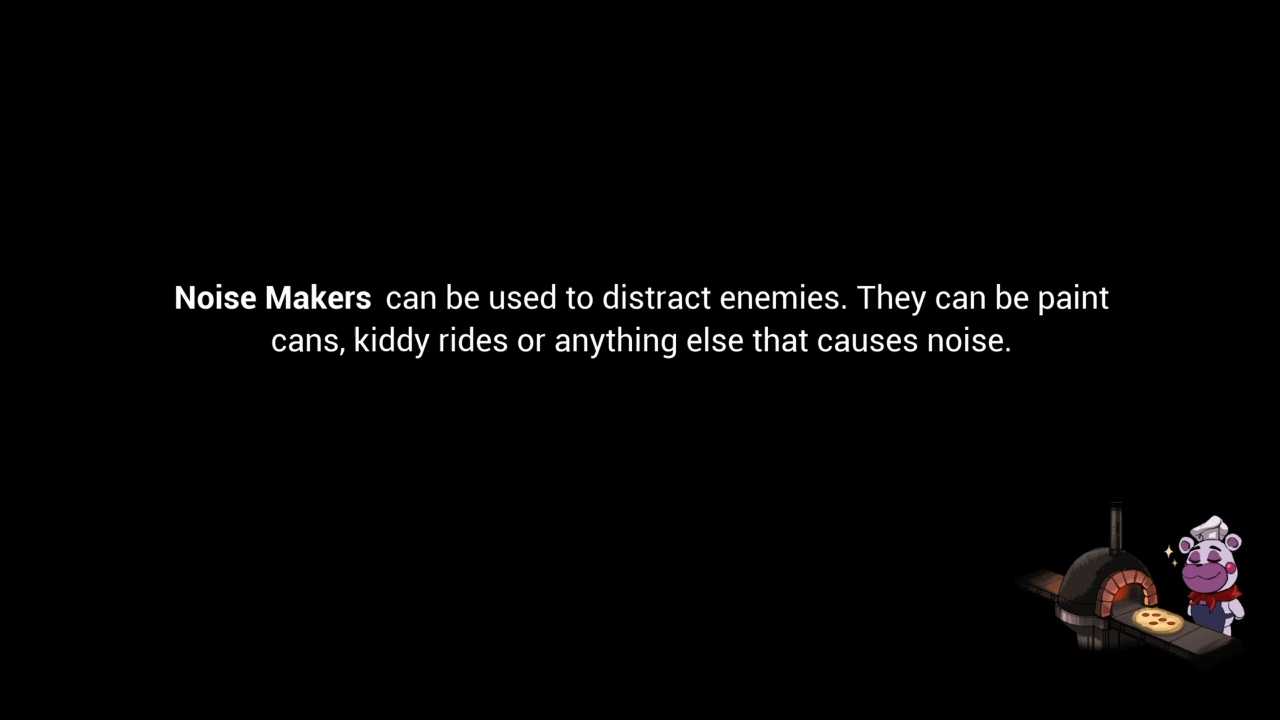 Noise Makers can be used to distract enemies. They can be paint
cans, kiddy rides or anything else that causes noise.